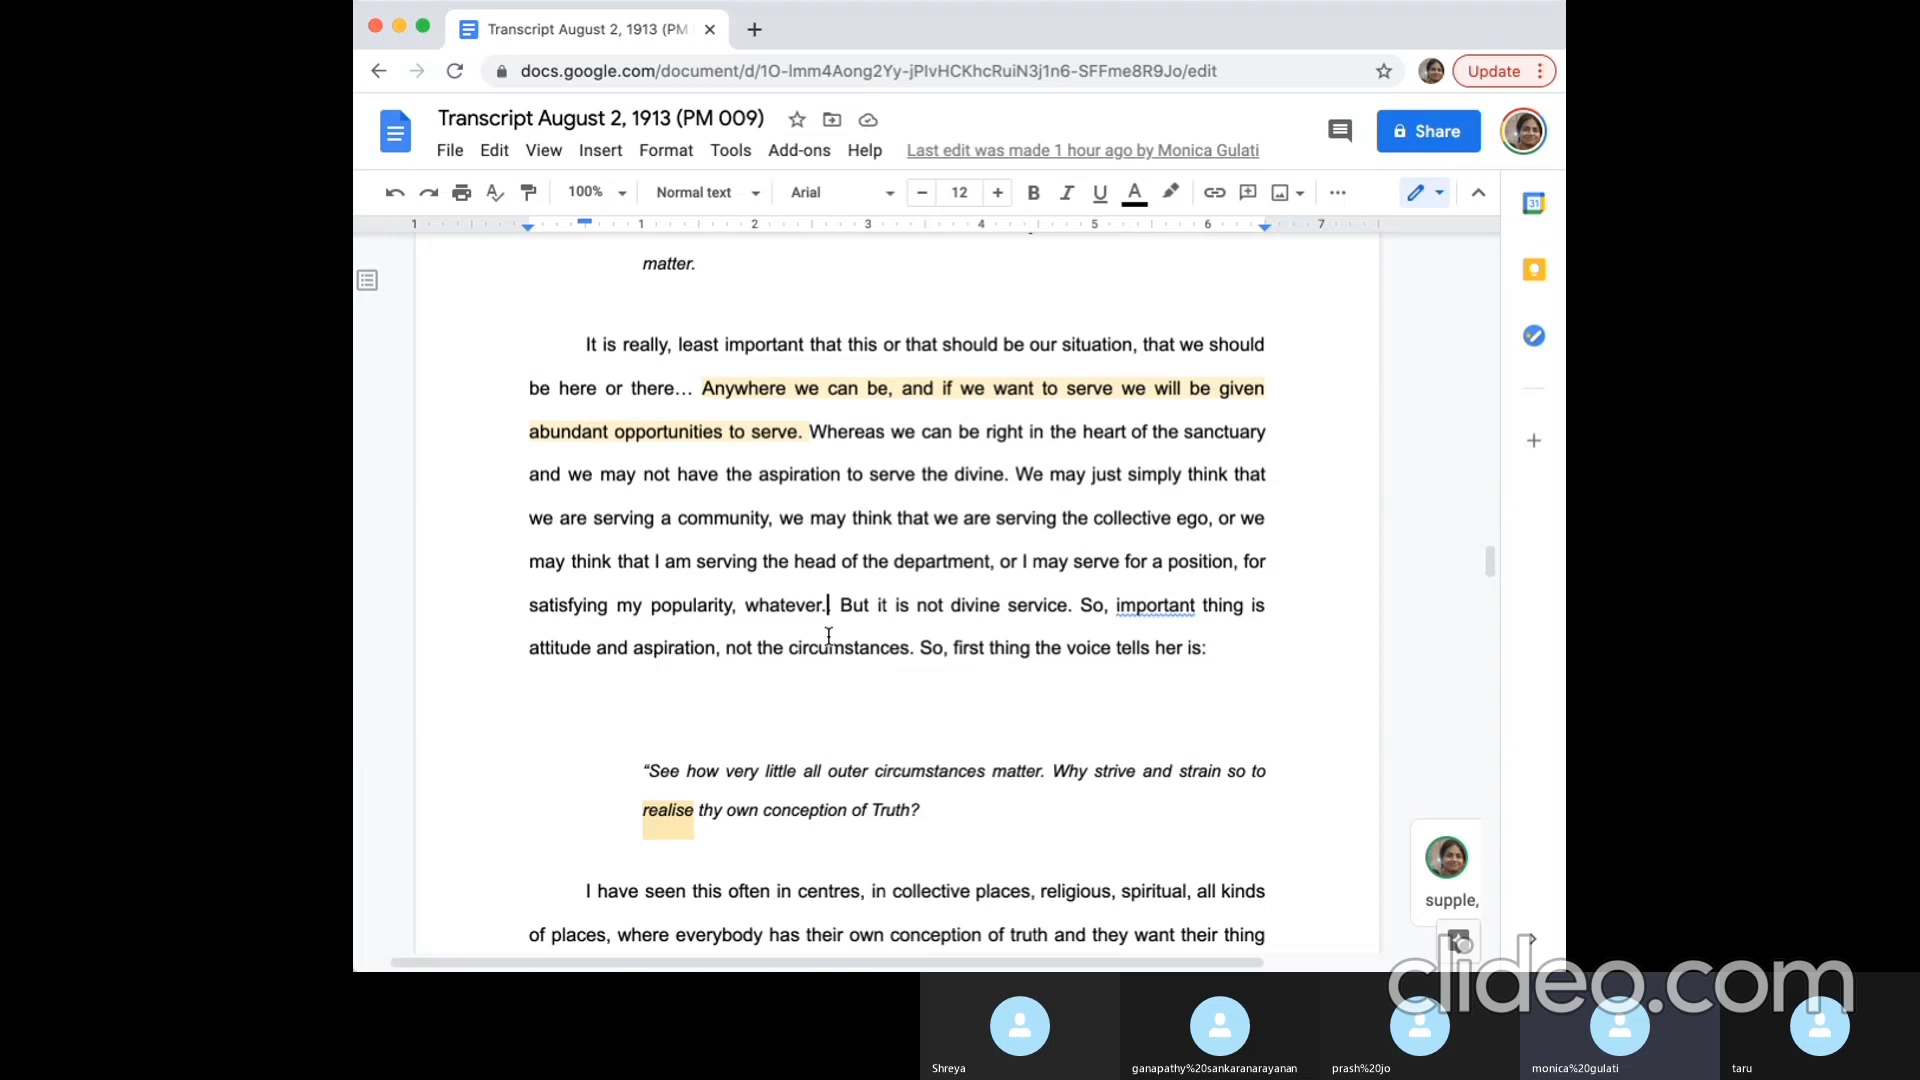 Transcript August 2, 1913 (PM
docs.google.com/document/d/1O-lmm4Aong2Yy-jPIvHCKhcRuiN3j1n6-SFFme8R9Jo/edit
Update
Transcript August 2, 1913 (PM 009)
Share
File Edit View Insert Format Tools Add-ons Help Last edit was made 1 hour ago by Monica Gulati
100% Normal text Arial 12 B I U A
1 1 2 3 4 5 6 7
31
matter.
It is really, least important that this or that should be our situation, that we should
be here or there… Anywhere we can be, and if we want to serve we will be given
abundant opportunities to serve. Whereas we can be right in the heart of the sanctuary
and we may not have the aspiration to serve the divine. We may just simply think that
we are serving a community, we may think that we are serving the collective ego, or we
may think that I am serving the head of the department, or I may serve for a position, for
satisfying my popularity, whatever. But it is not divine service. So, important thing is
attitude and aspiration, not the circumstances. So, first thing the voice tells her is:
“See how very little all outer circumstances matter. Why strive and strain so to
realise thy own conception of Truth?
supple,
I have seen this often in centres, in collective places, religious, spiritual, all kinds
of places, where everybody has their own conception of truth and they want their thing
clideo.com
Shreya ganapathy%20sankaranarayanan prash%20jo monica%20gulati taru